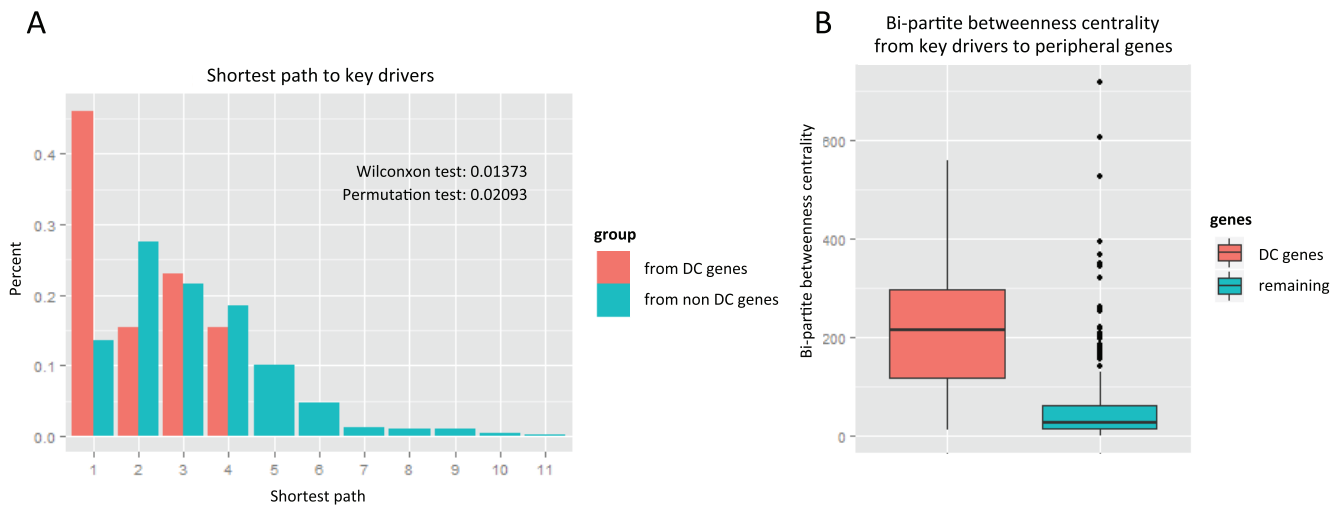 A
Shortest path to key drivers
Percent
0.4
0.3
0.2
0.1
0.0
Wilconxon test: 0.01373
Permutation test: 0.02093
1 2 3 4 5 6 7 8 9 10 11
Shortest path
group
from DC genes
from non DC genes
B
Bi-partite betweenness centrality
from key drivers to peripheral genes
Bi-partite betweenness centrality
600
400
200
0
genes
DC genes
remaining